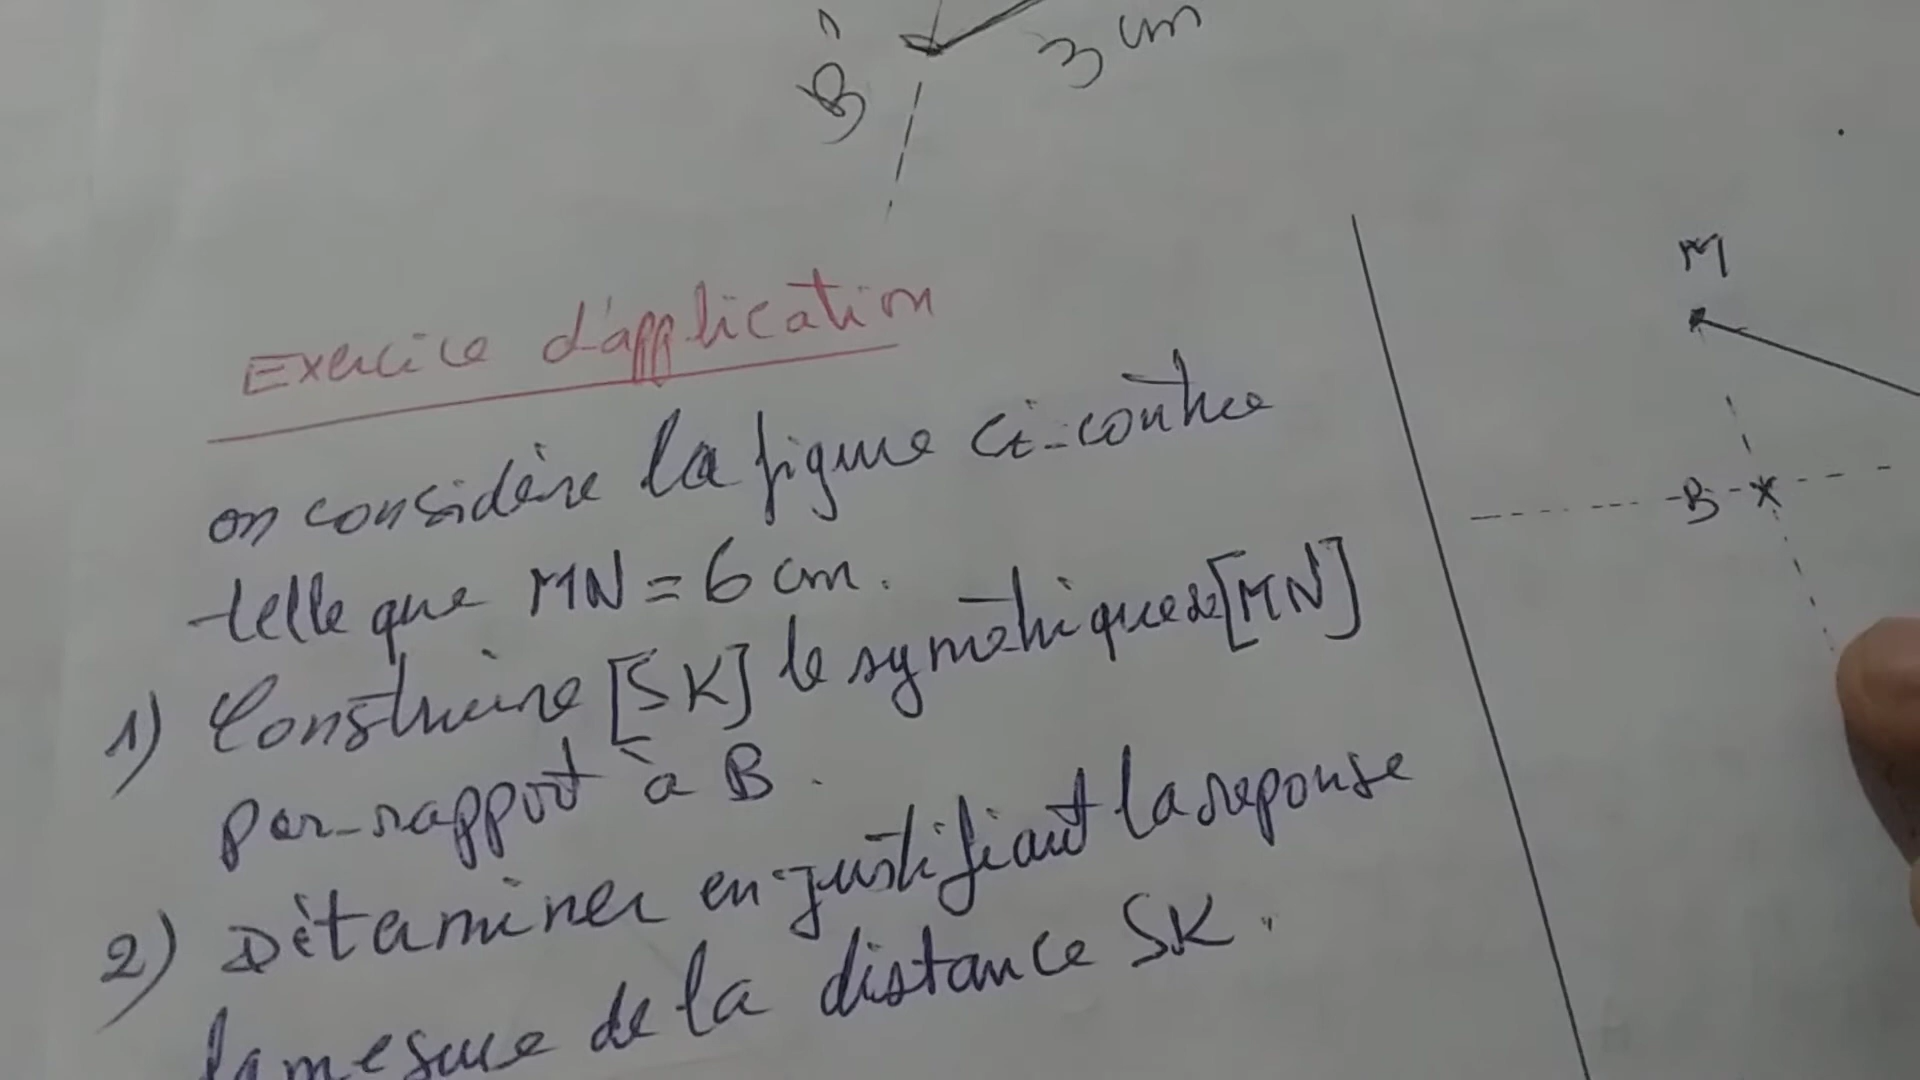 B
3 cm
Exercice d'application
on considère la figure ci-contre
telle que MN = 6 cm.
1) Construire [SK] le symétrique de [MN]
par-rapport à B.
2) Déterminer en justifiant la reponse
la mesure de la distance SK.
M
B